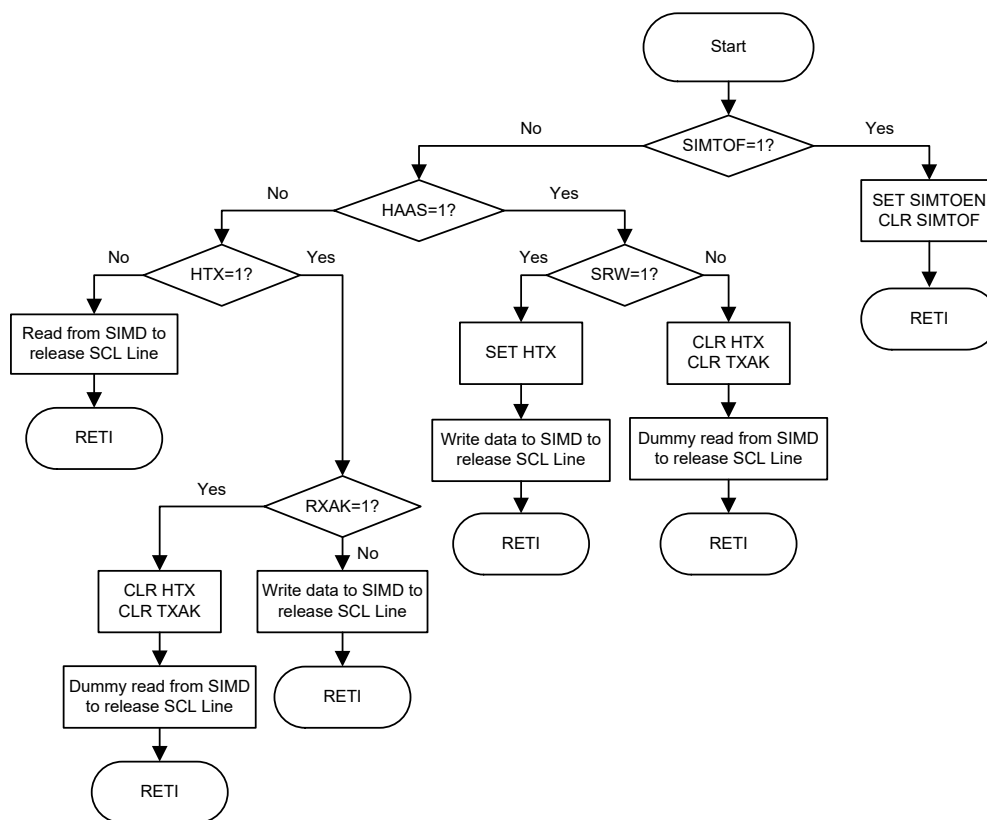 Start
No
SIMTOF=1?
Yes
No
HAAS=1?
Yes
SET SIMTOEN
CLR SIMTOF
No
HTX=1?
Yes
Yes
SRW=1?
No
RETI
Read from SIMD to
release SCL Line
SET HTX
CLR HTX
CLR TXAK
RETI
Write data to SIMD to
release SCL Line
Dummy read from SIMD
to release SCL Line
Yes
RXAK=1?
RETI
RETI
No
CLR HTX
CLR TXAK
Write data to SIMD to
release SCL Line
Dummy read from SIMD
to release SCL Line
RETI
RETI